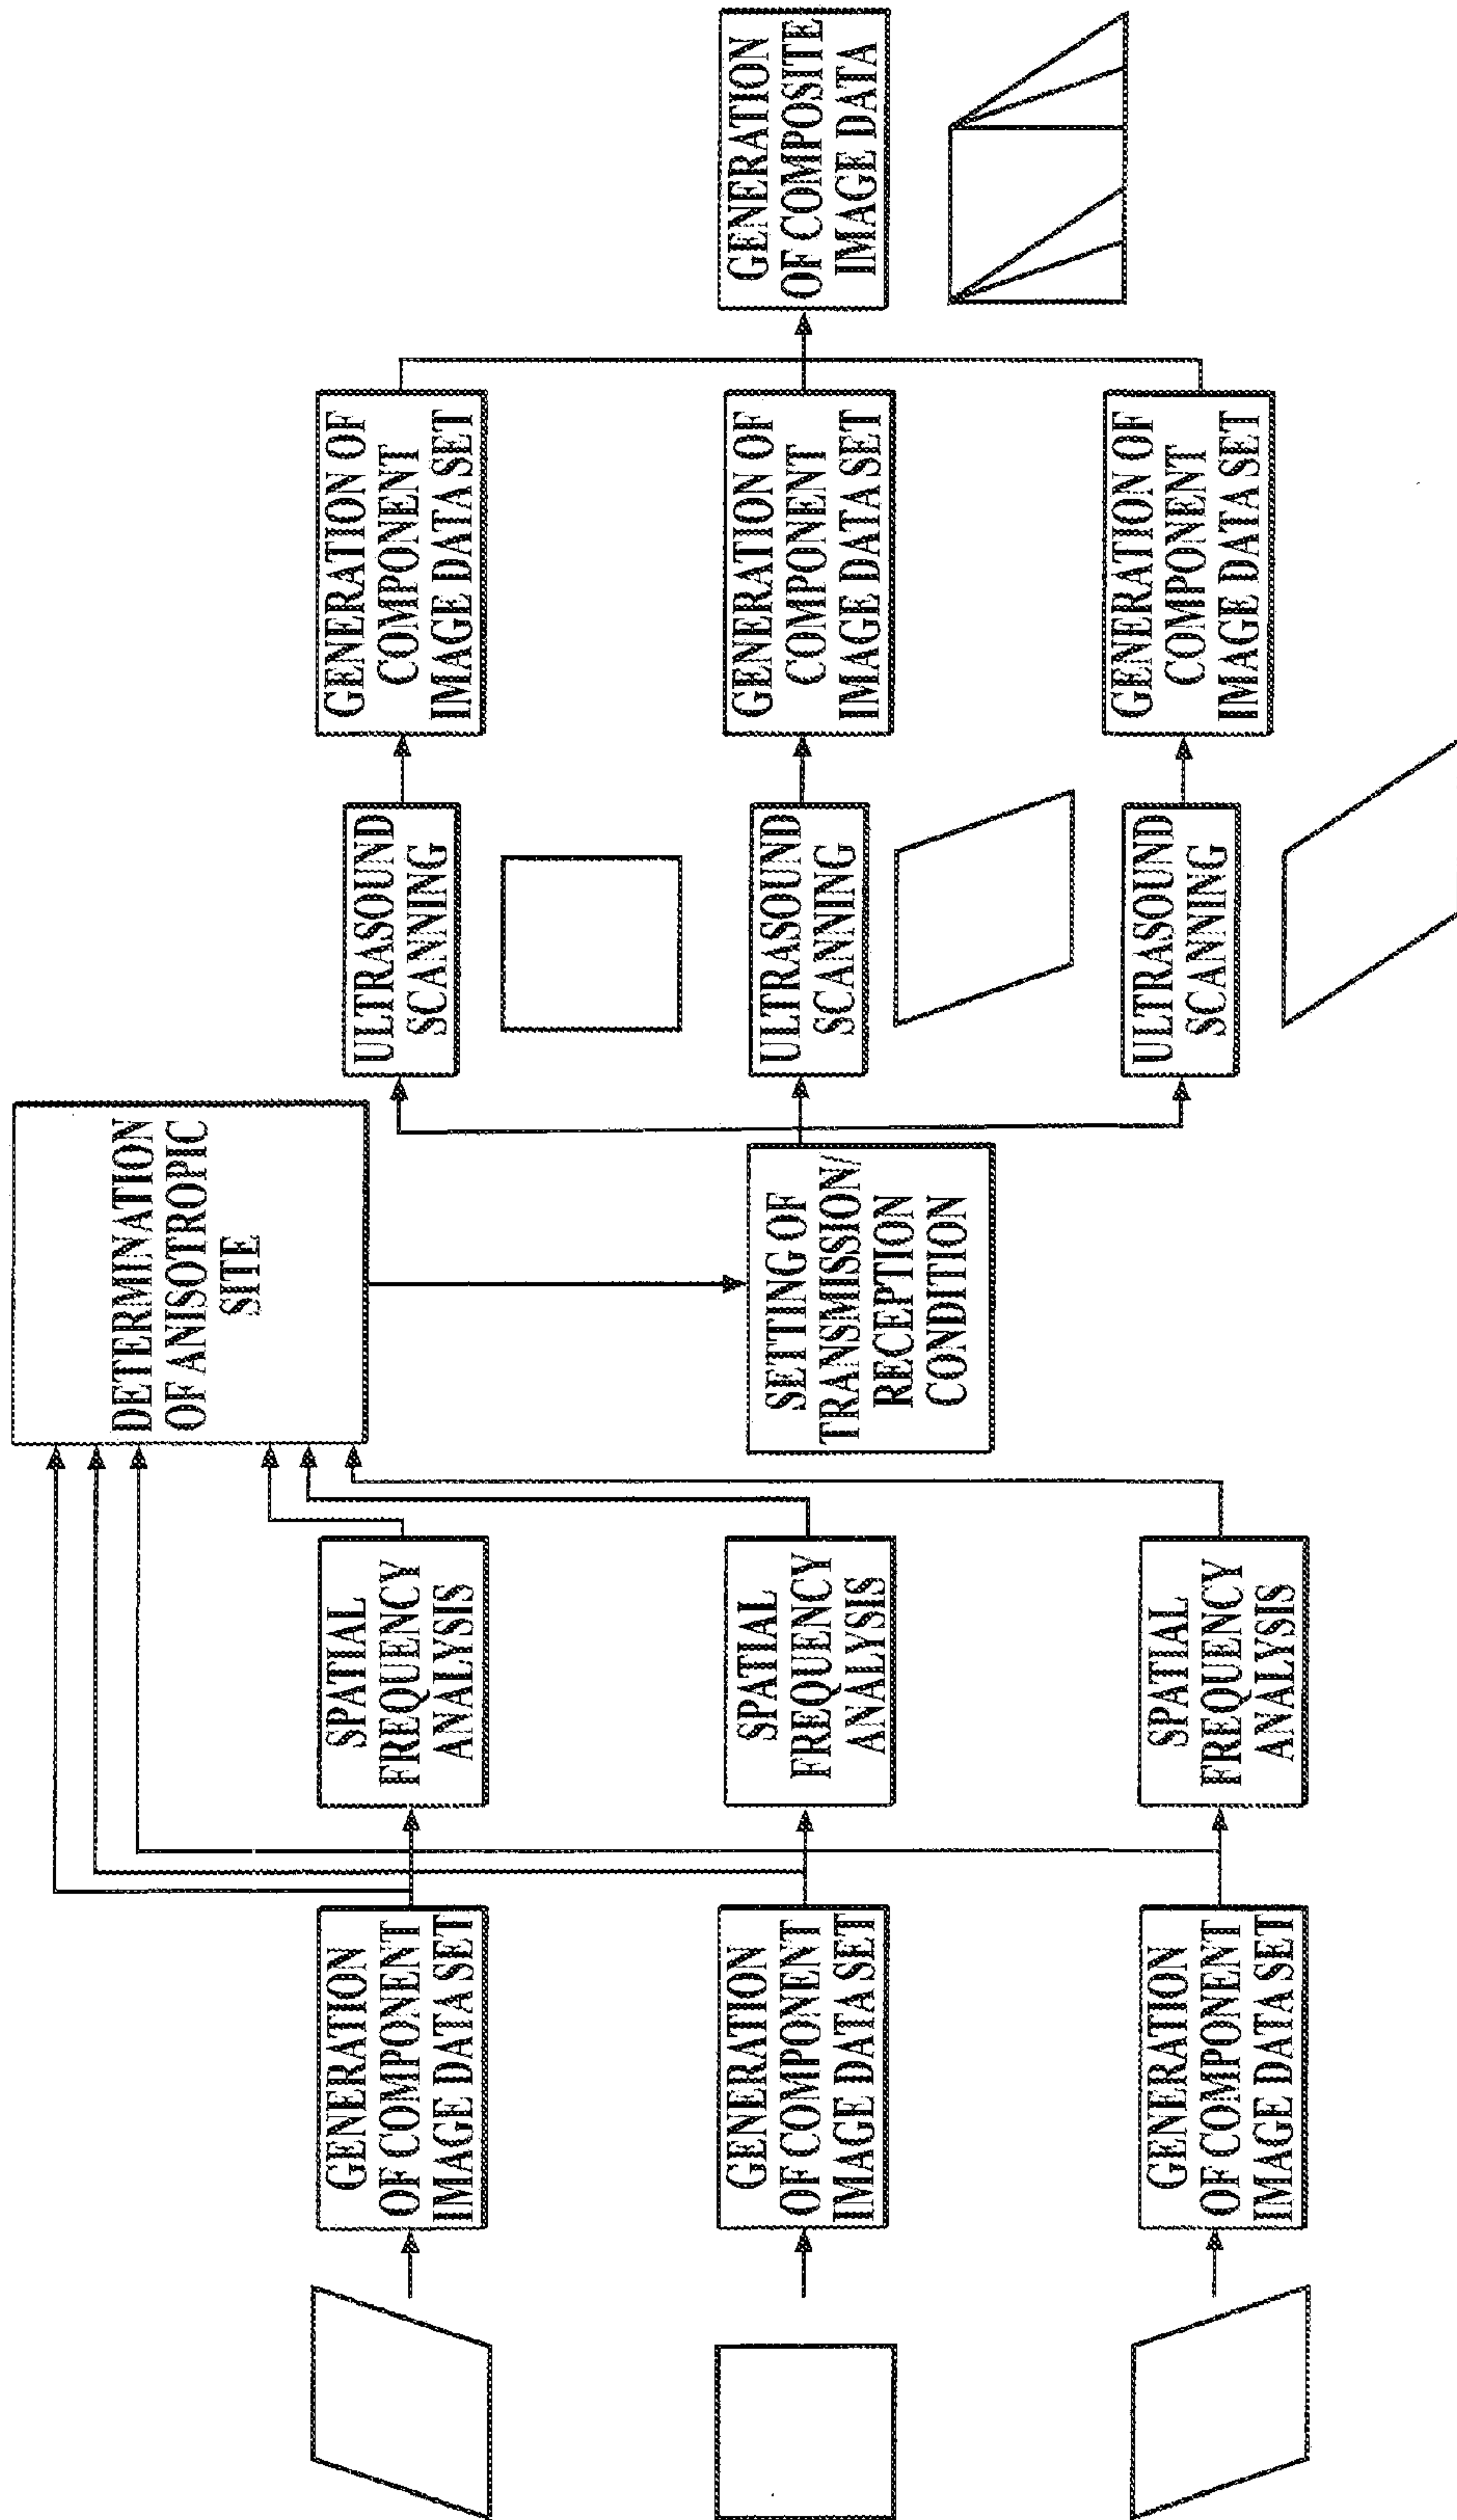 GENERATION
OF COMPONENT
IMAGE DATA SET
GENERATION
OF COMPONENT
IMAGE DATA SET
GENERATION
OF COMPONENT
IMAGE DATA SET
SPATIAL
FREQUENCY
ANALYSIS
SPATIAL
FREQUENCY
ANALYSIS
SPATIAL
FREQUENCY
ANALYSIS
DETERMINATION
OF ANISOTROPIC
SITE
SETTING OF
TRANSMISSION/
RECEPTION
CONDITION
ULTRASOUND
SCANNING
ULTRASOUND
SCANNING
ULTRASOUND
SCANNING
GENERATION OF
COMPONENT
IMAGE DATA SET
GENERATION OF
COMPONENT
IMAGE DATA SET
GENERATION OF
COMPONENT
IMAGE DATA SET
GENERATION
OF COMPOSITE
IMAGE DATA